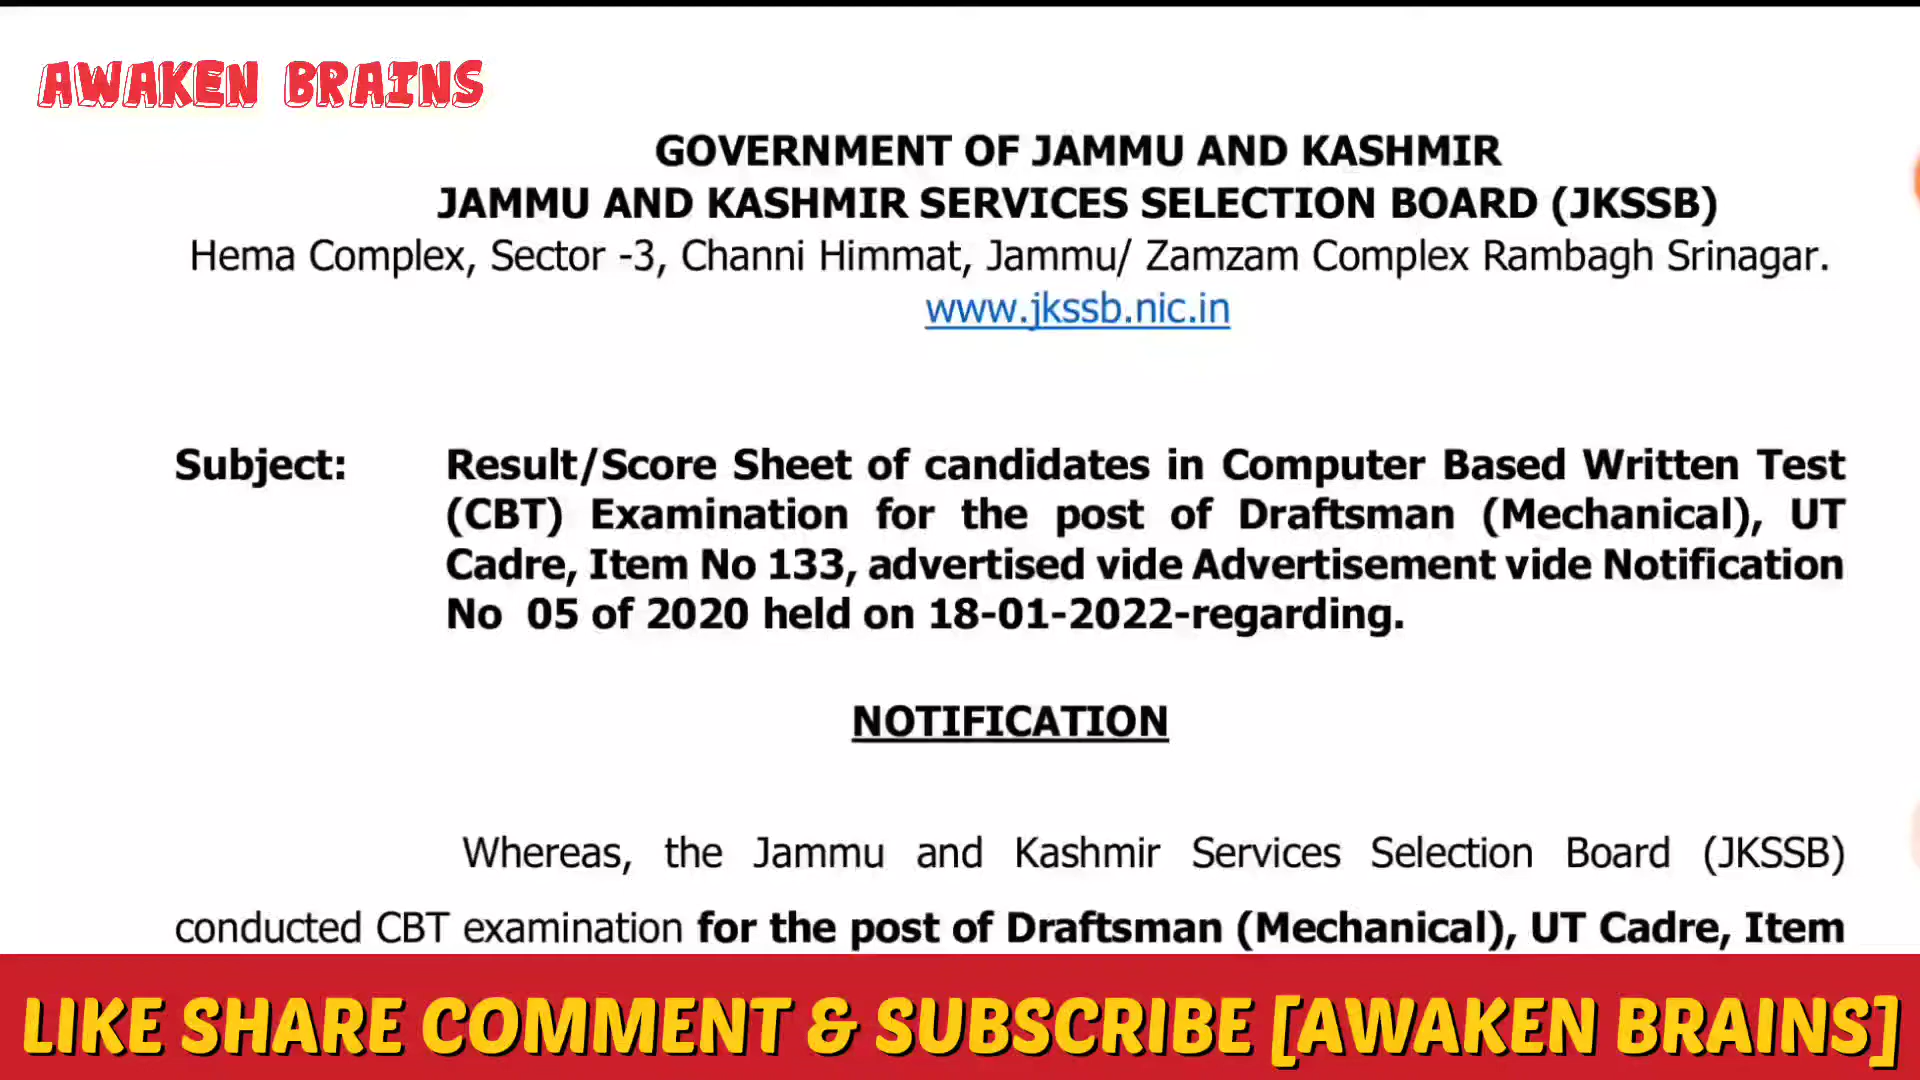 AWAKEN BRAINS
GOVERNMENT OF JAMMU AND KASHMIR
JAMMU AND KASHMIR SERVICES SELECTION BOARD (JKSSB)
Hema Complex, Sector -3, Channi Himmat, Jammu/ Zamzam Complex Rambagh Srinagar.
www.jkssb.nic.in
Subject: Result/Score Sheet of candidates in Computer Based Written Test
(CBT) Examination for the post of Draftsman (Mechanical), UT
Cadre, Item No 133, advertised vide Advertisement vide Notification
No 05 of 2020 held on 18-01-2022-regarding.
NOTIFICATION
Whereas, the Jammu and Kashmir Services Selection Board (JKSSB)
conducted CBT examination for the post of Draftsman (Mechanical), UT Cadre, Item
LIKE SHARE COMMENT & SUBSCRIBE [AWAKEN BRAINS]